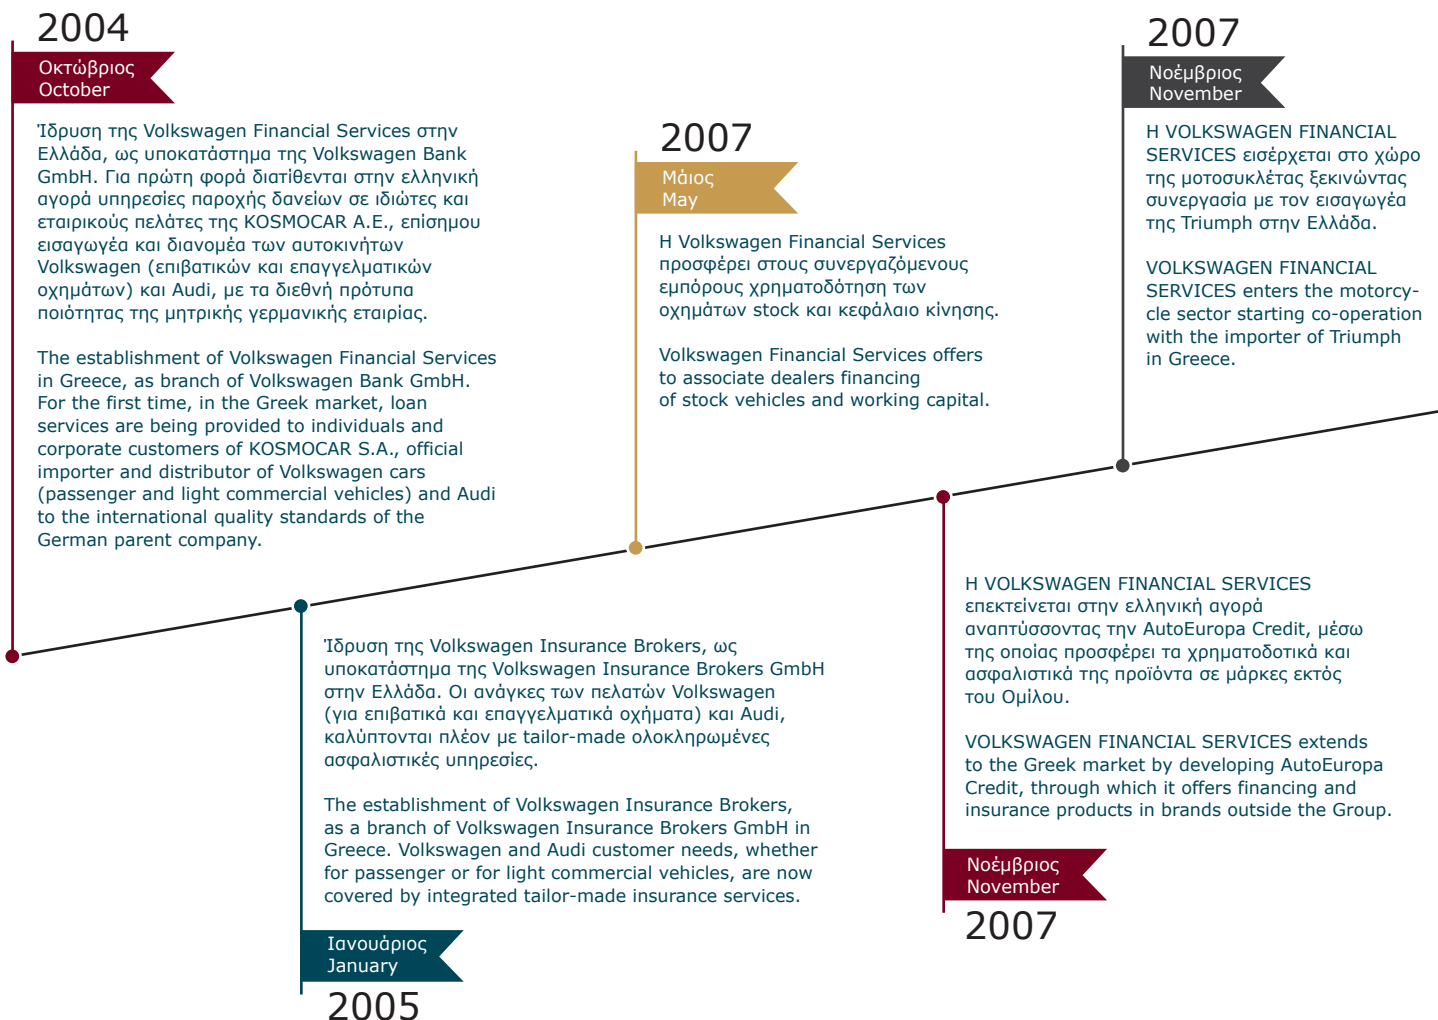 2004
Οκτώβριος
October
Ίδρυση της Volkswagen Financial Services στην
Ελλάδα, ως υποκατάστημα της Volkswagen Bank
GmbH. Για πρώτη φορά διατίθενται στην ελληνική
αγορά υπηρεσίες παροχής δανείων σε ιδιώτες και
εταιρικούς πελάτες της KOSMOCAR Α.Ε., επίσημου
εισαγωγέα και διανομέα των αυτοκινήτων
Volkswagen (επιβατικών και επαγγελματικών
οχημάτων) και Audi, με τα διεθνή πρότυπα
ποιότητας της μητρικής γερμανικής εταιρίας.
The establishment of Volkswagen Financial Services
in Greece, as branch of Volkswagen Bank GmbH.
For the first time, in the Greek market, loan
services are being provided to individuals and
corporate customers of KOSMOCAR S.A., official
importer and distributor of Volkswagen cars
(passenger and light commercial vehicles) and Audi
to the international quality standards of the
German parent company.
Ίδρυση της Volkswagen Insurance Brokers, ως
υποκατάστημα της Volkswagen Insurance Brokers GmbH
στην Ελλάδα. Οι ανάγκες των πελατών Volkswagen
(για επιβατικά και επαγγελματικά οχήματα) και Audi,
καλύπτονται πλέον με tailor-made ολοκληρωμένες
ασφαλιστικές υπηρεσίες.
The establishment of Volkswagen Insurance Brokers,
as a branch of Volkswagen Insurance Brokers GmbH in
Greece. Volkswagen and Audi customer needs, whether
for passenger or for light commercial vehicles, are now
covered by integrated tailor-made insurance services.
Ιανουάριος
January
2005
2007
Μάιος
May
Η Volkswagen Financial Services
προσφέρει στους συνεργαζόμενους
εμπόρους χρηματοδότηση των
οχημάτων stock και κεφάλαιο κίνησης.
Volkswagen Financial Services offers
to associate dealers financing
of stock vehicles and working capital.
Η VOLKSWAGEN FINANCIAL SERVICES
επεκτείνεται στην ελληνική αγορά
αναπτύσσοντας την AutoEuropa Credit, μέσω
της οποίας προσφέρει τα χρηματοδοτικά και
ασφαλιστικά της προϊόντα σε μάρκες εκτός
του Ομίλου.
VOLKSWAGEN FINANCIAL SERVICES extends
to the Greek market by developing AutoEuropa
Credit, through which it offers financing and
insurance products in brands outside the Group.
Νοέμβριος
November
2007
2007
Νοέμβριος
November
Η VOLKSWAGEN FINANCIAL
SERVICES εισέρχεται στο χώρο
της μοτοσυκλέτας ξεκινώντας
συνεργασία με τον εισαγωγέα
της Triumph στην Ελλάδα.
VOLKSWAGEN FINANCIAL
SERVICES enters the motorcy-
cle sector starting co-operation
with the importer of Triumph
in Greece.